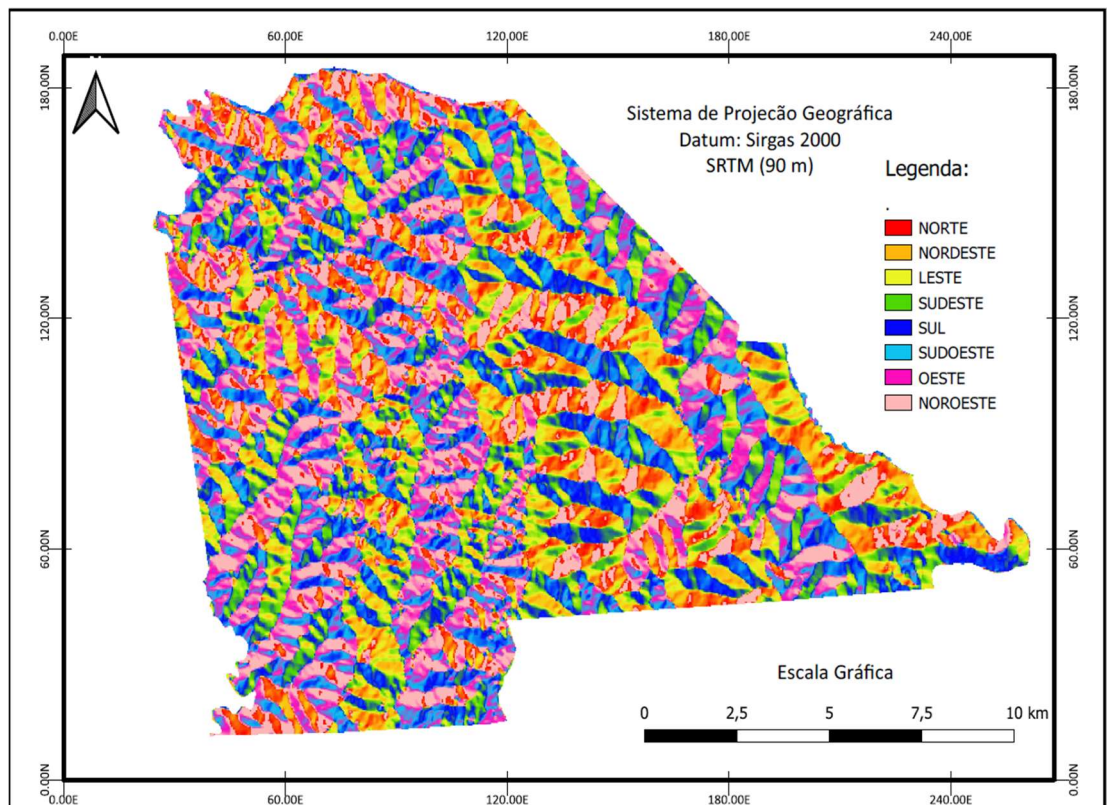 0.00E 60.00E 120.00E 180.00E 240.00E
180.00N 180.00N
Sistema de Projecão Geográfica
Datum: Sirgas 2000
SRTM (90 m)
Legenda:
.
NORTE
NORDESTE
LESTE
SUDESTE
SUL
SUDOESTE
OESTE
NOROESTE
120.00N 120.00N
60.00N 60.00N
Escala Gráfica
0 2,5 5 7,5 10 km
0.00N 0.00N
0.00E 60.00E 120.00E 180.00E 240.00E